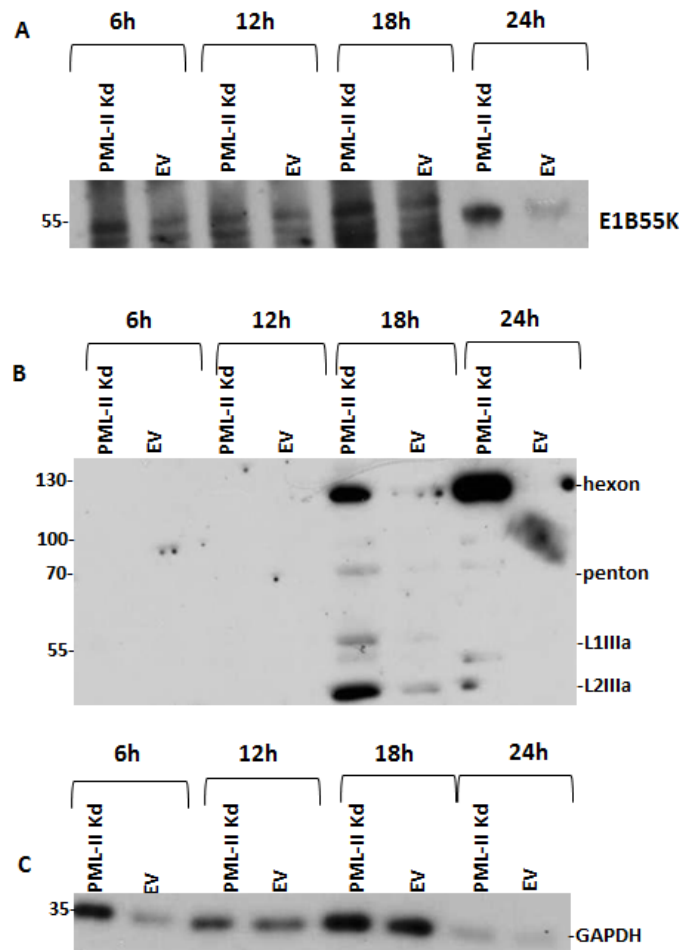 A
6h 12h 18h 24h
PML-II Kd EV PML-II Kd EV PML-II Kd EV PML-II Kd EV
55- E1B55K
6h 12h 18h 24h
B
PML-II Kd EV PML-II Kd EV PML-II Kd EV PML-II Kd EV
130- -hexon
100-
70- -penton
55- -L1IIIa
-L2IIIa
6h 12h 18h 24h
C
PML-II Kd EV PML-II Kd EV PML-II Kd EV PML-II Kd EV
35-
-GAPDH